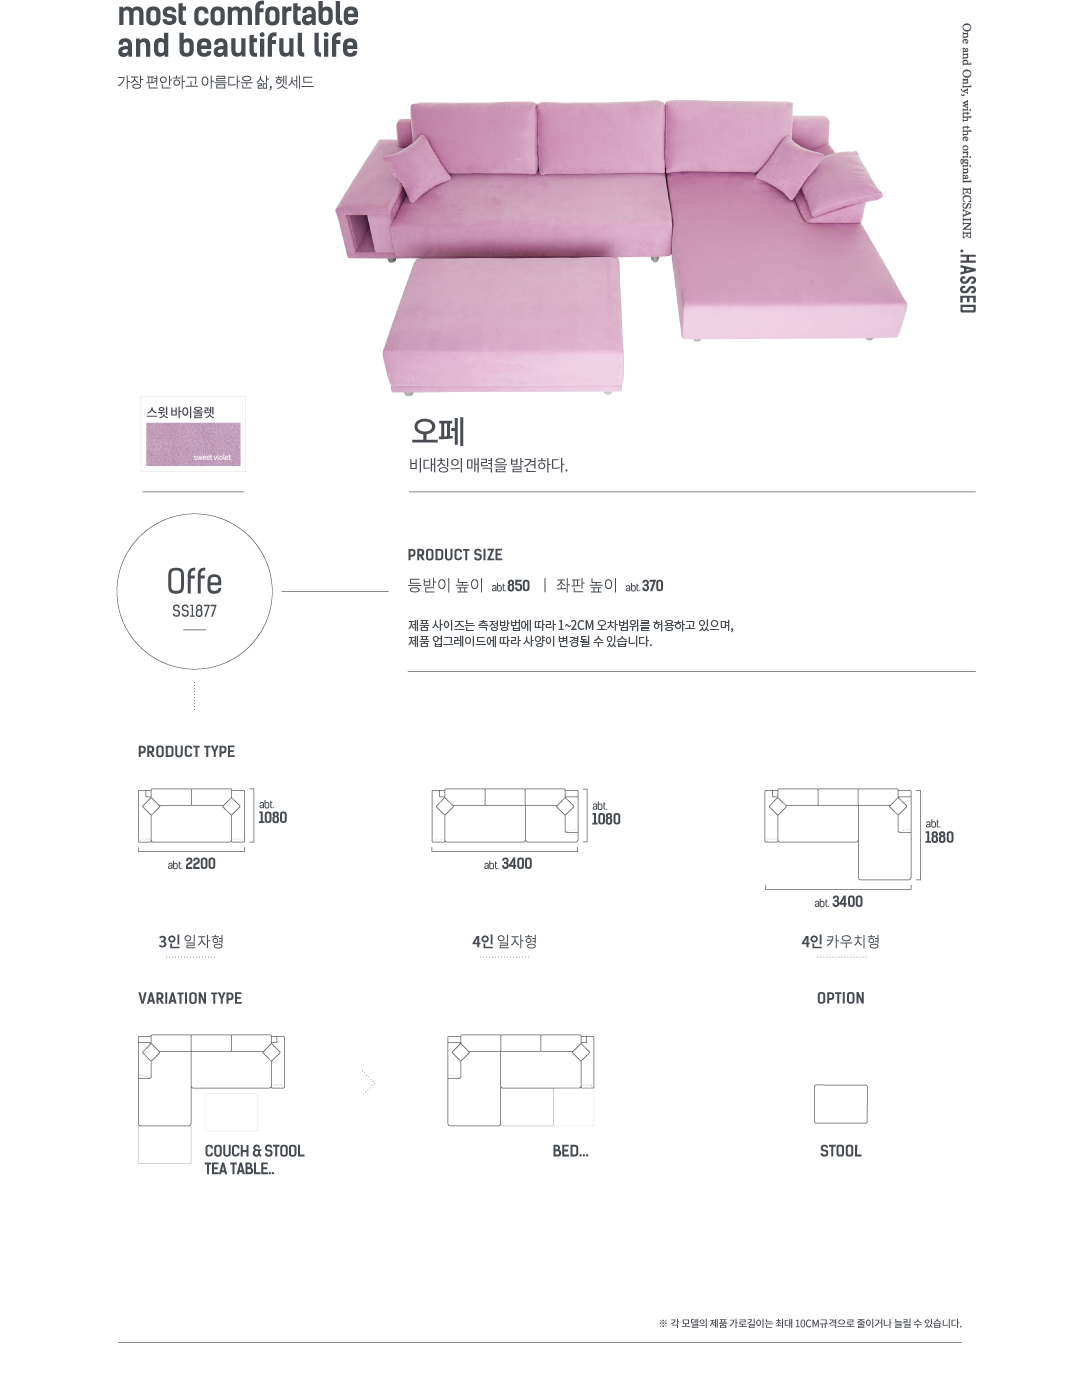 most comfortable
and beautiful life
가장 편안하고 아름다운 삶, 헷세드
One and Only, with the original ECSAINE .HASSED
스윗 바이올렛
sweet violet
오페
비대칭의 매력을 발견하다.
Offe
SS1877
PRODUCT SIZE
등받이 높이 abt.850 | 좌판 높이 abt.370
제품 사이즈는 측정방법에 따라 1~2CM 오차범위를 허용하고 있으며,
제품 업그레이드에 따라 사양이 변경될 수 있습니다.
PRODUCT TYPE
abt.
1080
abt. 2200
3인 일자형
abt.
1080
abt. 3400
4인 일자형
abt.
1880
abt. 3400
4인 카우치형
VARIATION TYPE
OPTION
COUCH & STOOL
TEA TABLE..
BED...
STOOL
※ 각 모델의 제품 가로길이는 최대 10CM규격으로 줄이거나 늘릴 수 있습니다.